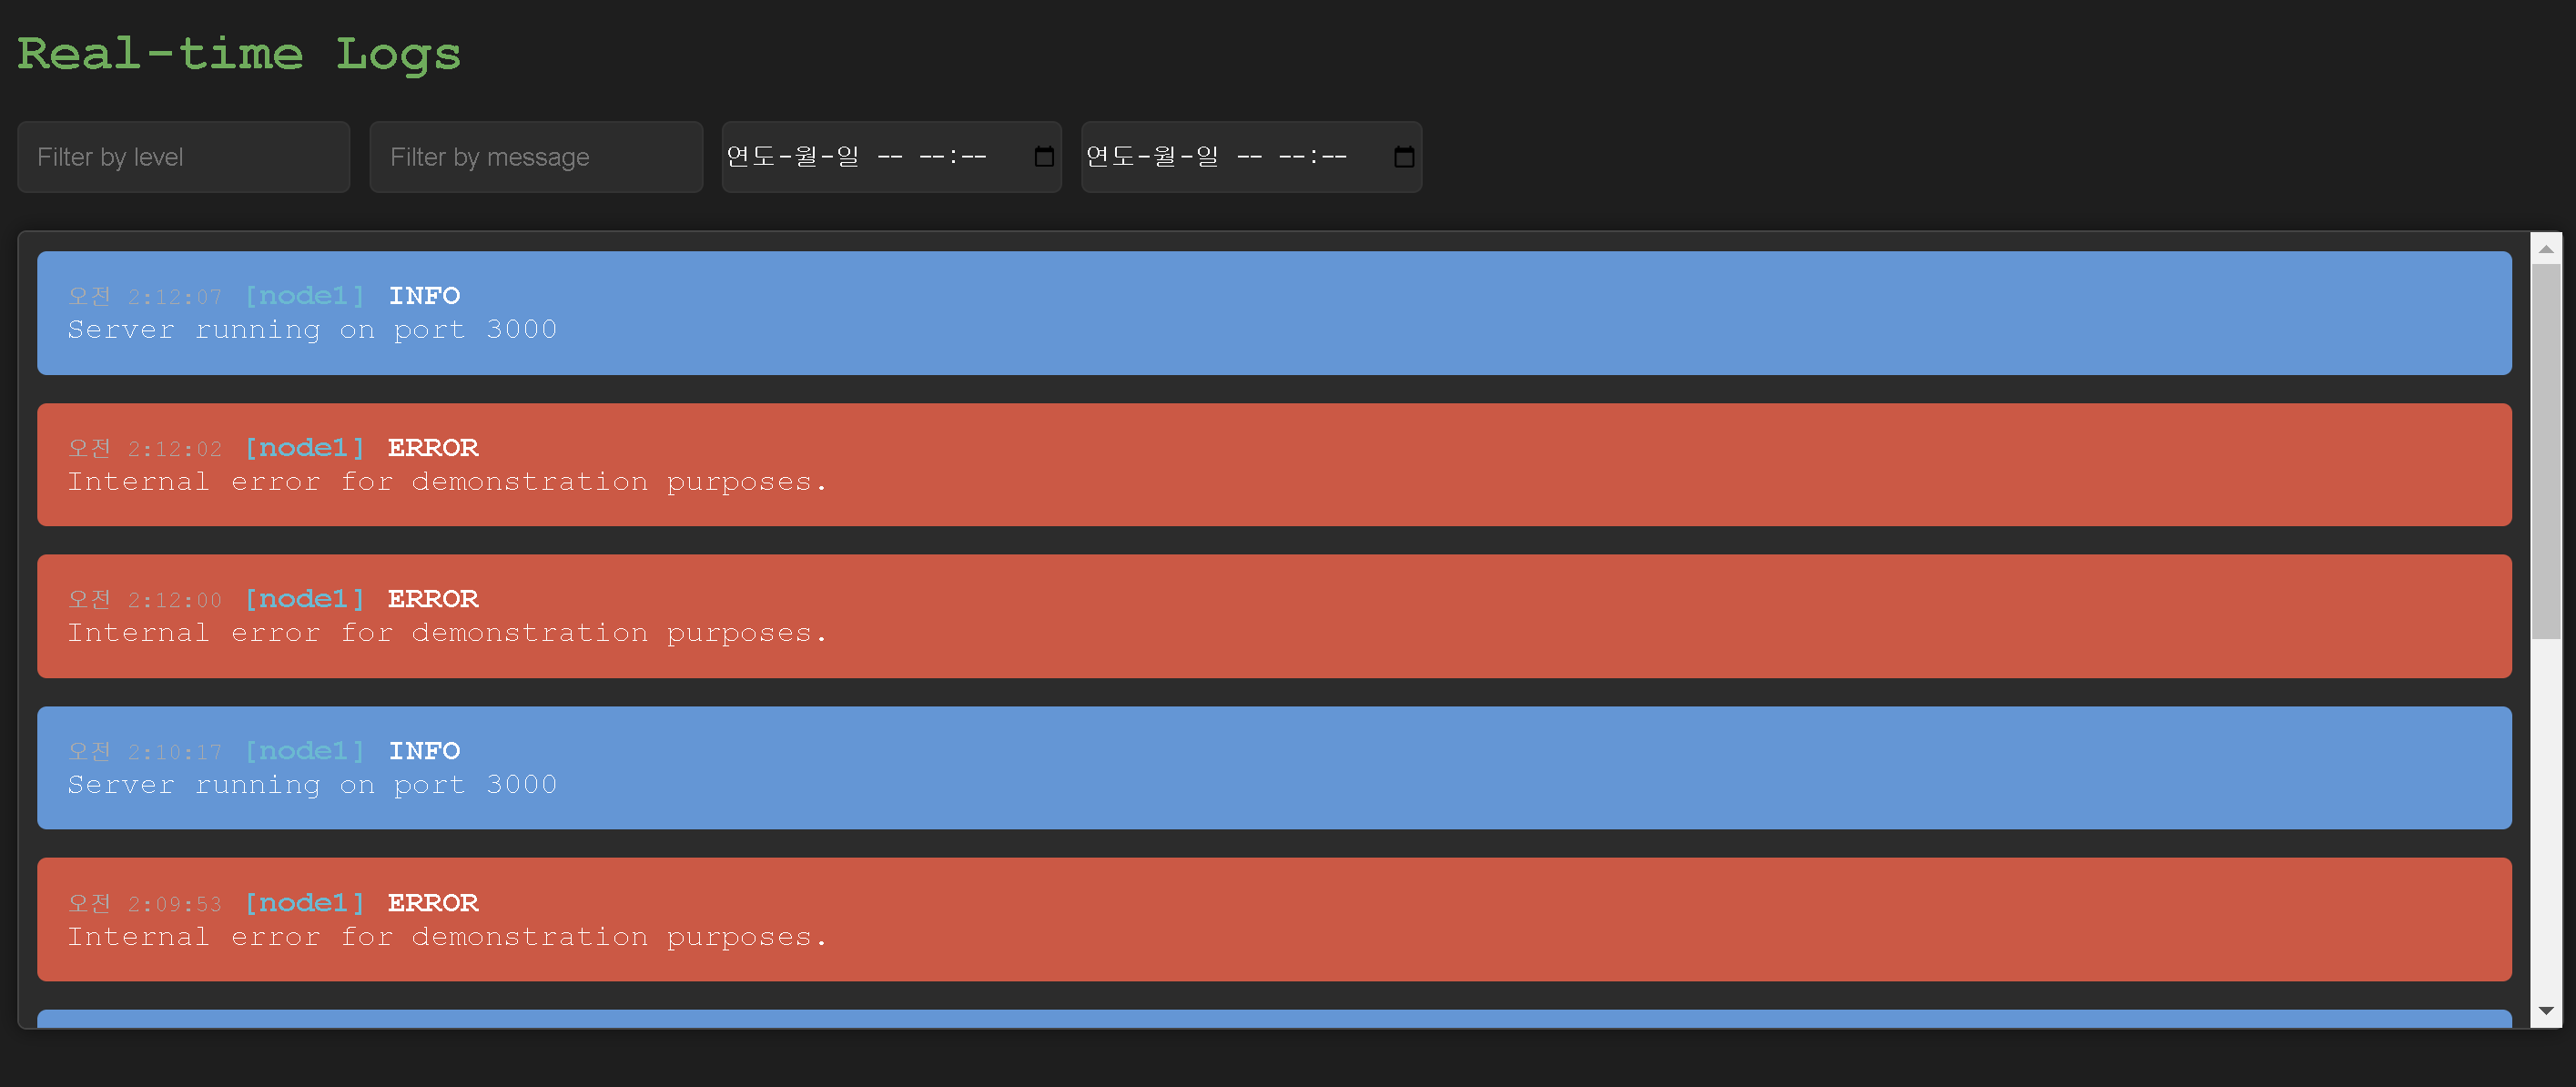 Real-time Logs
Filter by level Filter by message 연도-월-일 -- --:-- 연도-월-일 -- --:--
오전 2:12:07 [node1] INFO
Server running on port 3000
오전 2:12:02 [node1] ERROR
Internal error for demonstration purposes.
오전 2:12:00 [node1] ERROR
Internal error for demonstration purposes.
오전 2:10:17 [node1] INFO
Server running on port 3000
오전 2:09:53 [node1] ERROR
Internal error for demonstration purposes.